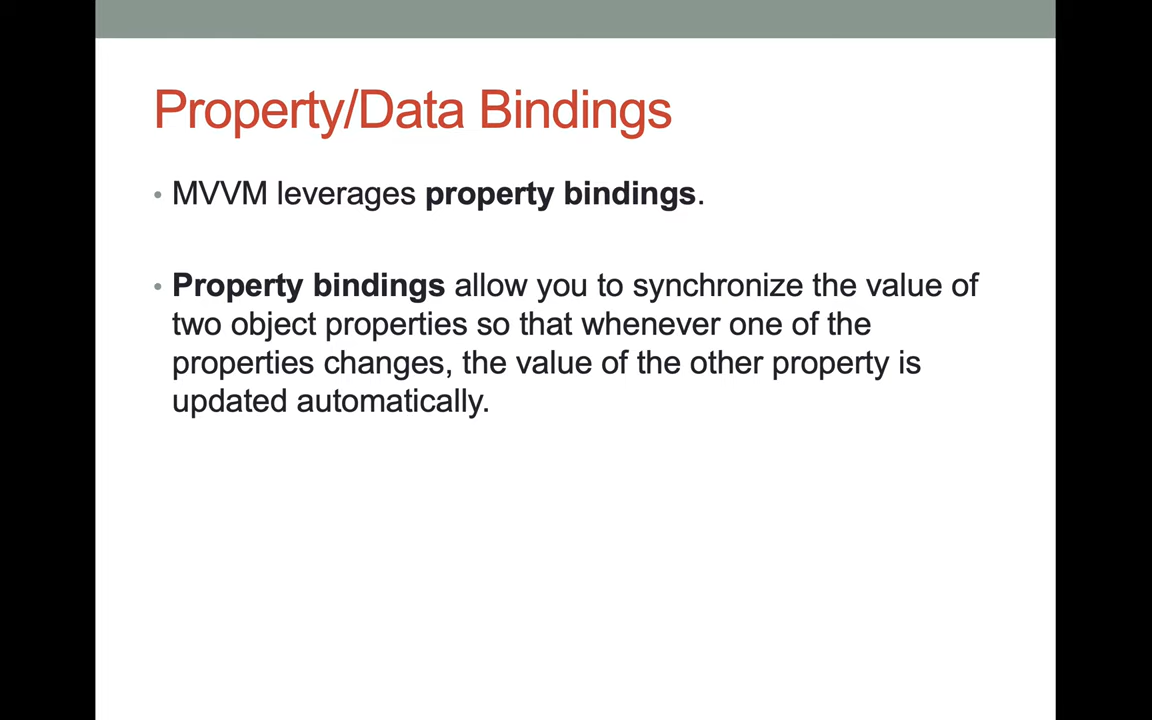 Property/Data Bindings
• MVVM leverages property bindings.
• Property bindings allow you to synchronize the value of
two object properties so that whenever one of the
properties changes, the value of the other property is
updated automatically.